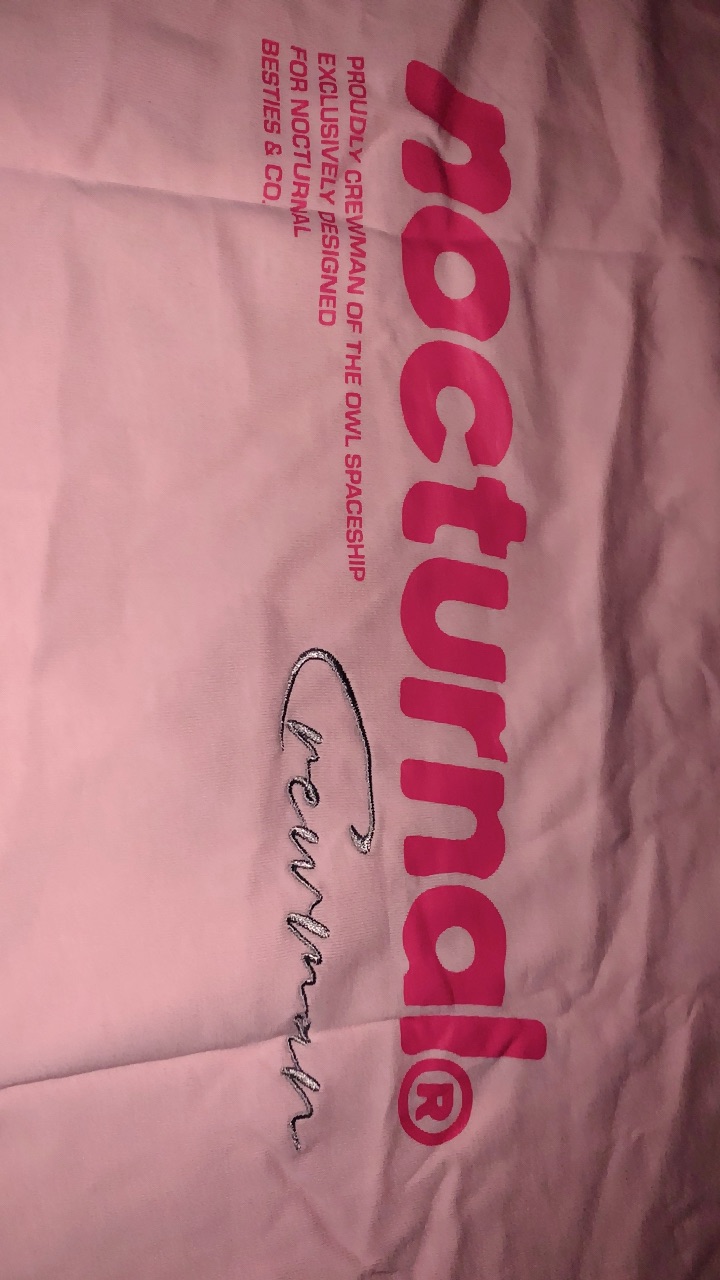 nocturnal®
PROUDLY CREWMAN OF THE OWL SPACESHIP
EXCLUSIVELY DESIGNED
FOR NOCTURNAL
BESTIES & CO.
Crewman